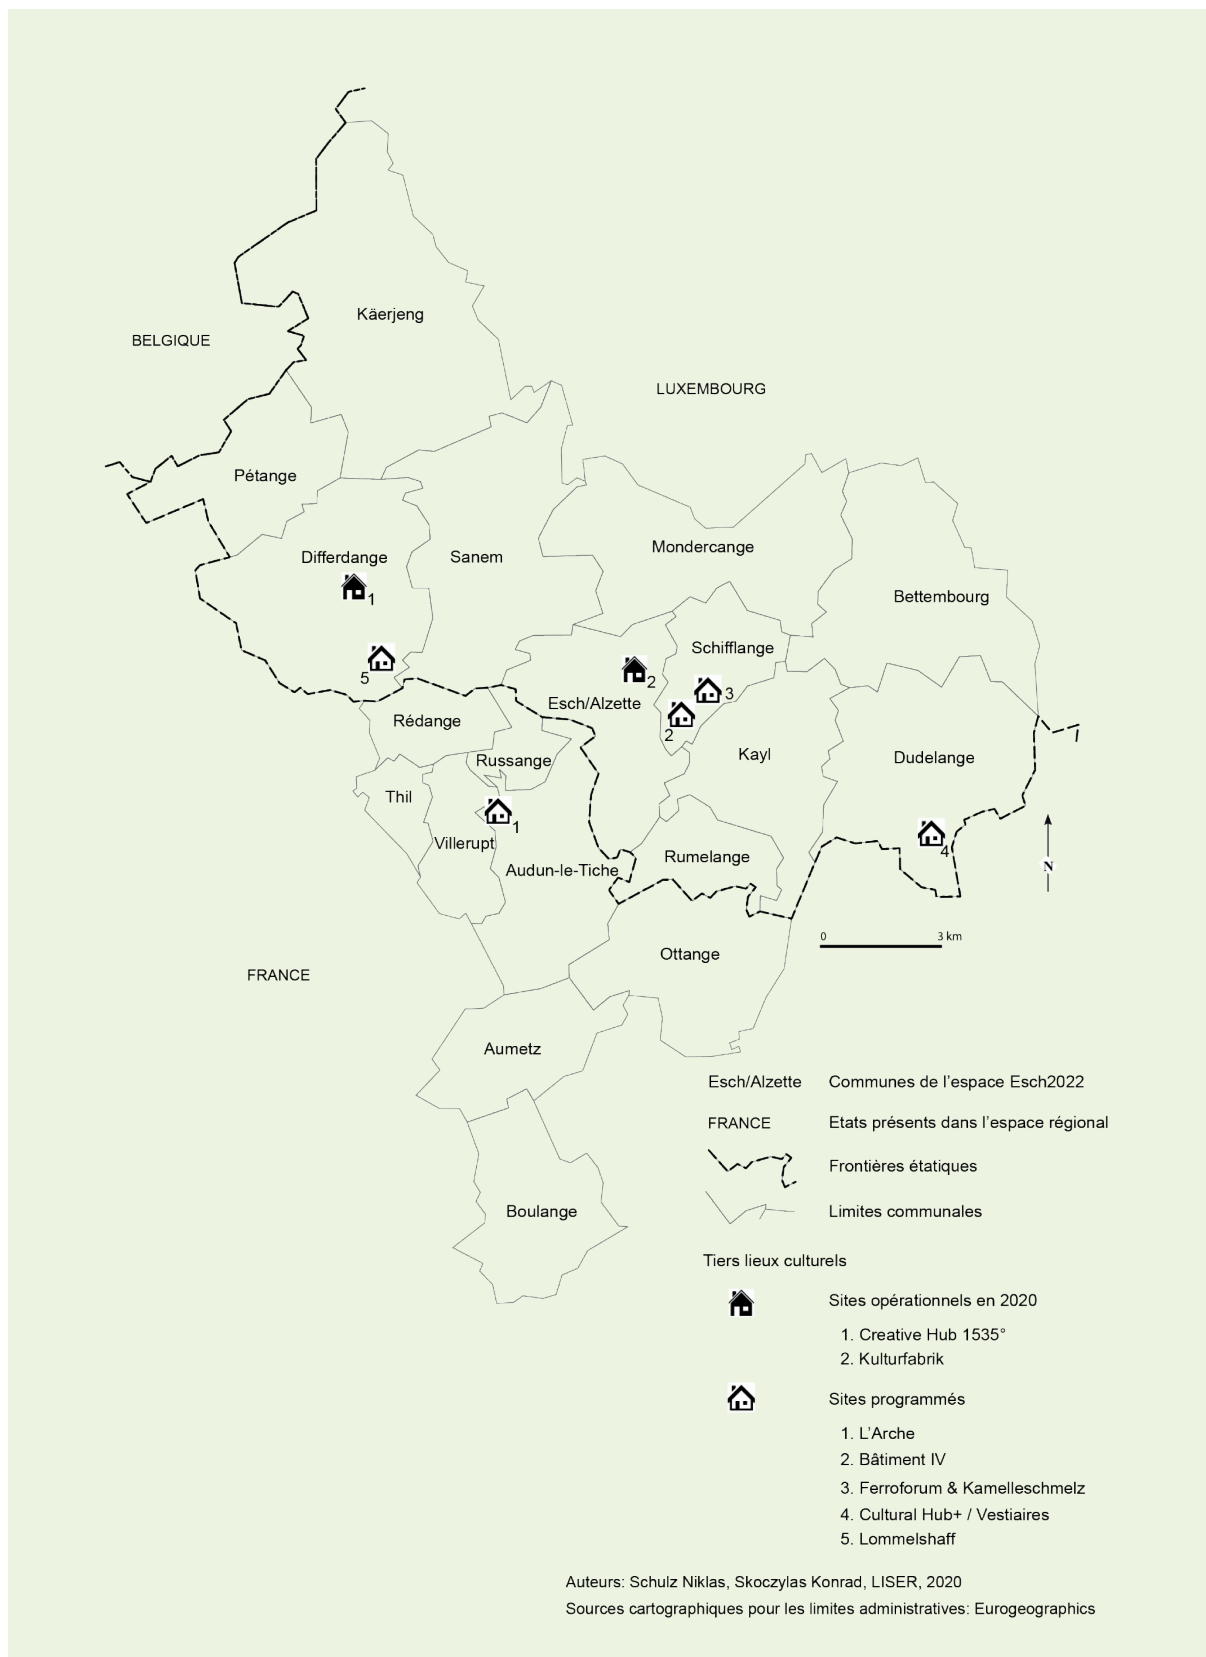 Käerjeng
BELGIQUE
LUXEMBOURG
Pétange
Mondercange
Differdange
Sanem
1
Bettembourg
Schifflange
5
2
3
Esch/Alzette
2
Rédange
Kayl
Dudelange
Russange
Thil
1
Villerupt
4
Rumelange
Audun-le-Tiche
N
0 3 km
Ottange
FRANCE
Aumetz
Boulange
Esch/Alzette Communes de l'espace Esch2022
FRANCE Etats présents dans l'espace régional
Frontières étatiques
Limites communales
Tiers lieux culturels
Sites opérationnels en 2020
1. Creative Hub 1535°
2. Kulturfabrik
Sites programmés
1. L'Arche
2. Bâtiment IV
3. Ferroforum & Kamelleschmelz
4. Cultural Hub+ / Vestiaires
5. Lommelshaff
Auteurs: Schulz Niklas, Skoczylas Konrad, LISER, 2020
Sources cartographiques pour les limites administratives: Eurogeographics